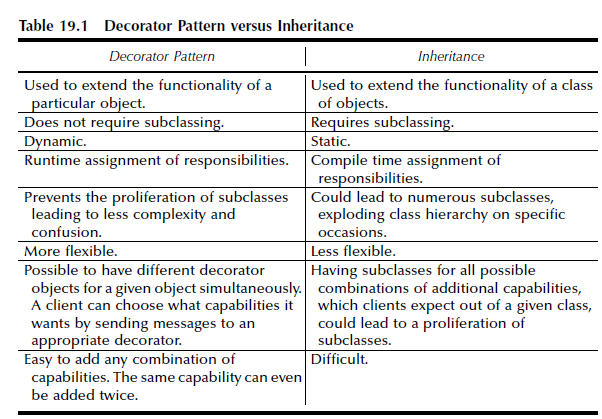 Table 19.1 Decorator Pattern versus Inheritance
Decorator Pattern
Inheritance
Used to extend the functionality of a
particular object.
Used to extend the functionality of a class
of objects.
Does not require subclassing.
Requires subclassing.
Dynamic.
Static.
Runtime assignment of responsibilities.
Compile time assignment of
responsibilities.
Prevents the proliferation of subclasses
leading to less complexity and
confusion.
Could lead to numerous subclasses,
exploding class hierarchy on specific
occasions.
More flexible.
Less flexible.
Possible to have different decorator
objects for a given object simultaneously.
A client can choose what capabilities it
wants by sending messages to an
appropriate decorator.
Having subclasses for all possible
combinations of additional capabilities,
which clients expect out of a given class,
could lead to a proliferation of
subclasses.
Easy to add any combination of
capabilities. The same capability can even
be added twice.
Difficult.